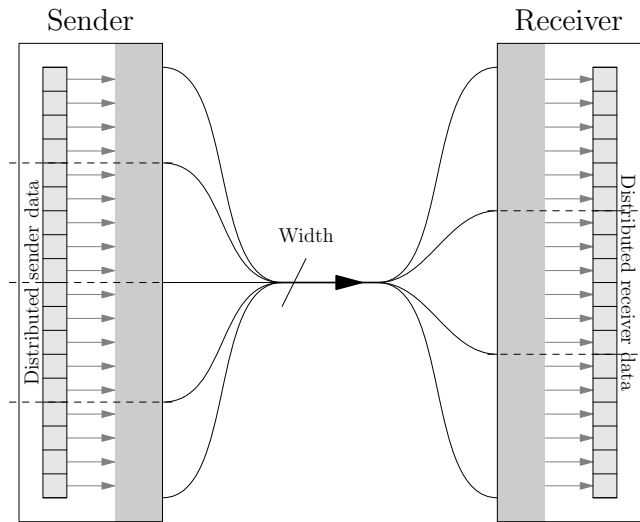 Sender
Receiver
Width
Distributed sender data
Distributed receiver data